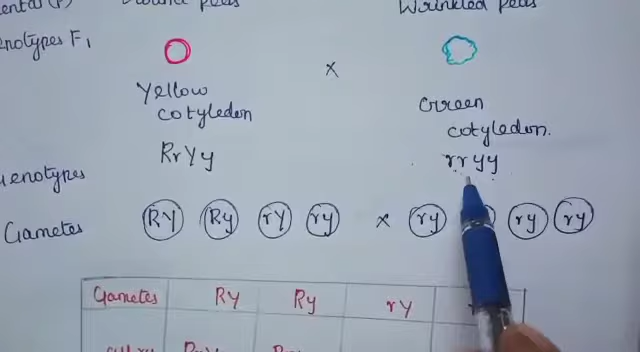 Wrinkled peas
enotypes F1
x
Yellow
cotyledon
Green
cotyledon.
RrYy
rryy
enotypes
Gametes
RY Ry rY ry x ry ry ry
Gametes RY Ry rY